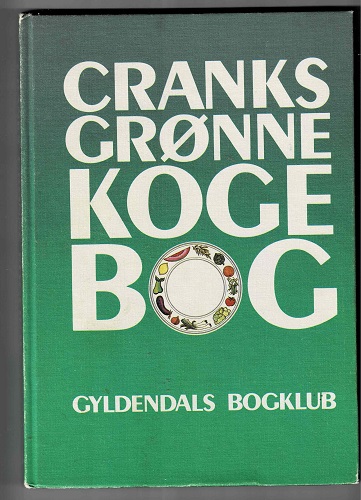 CRANKS
GRØNNE
KOGE
BOG
GYLDENDALS BOGKLUB